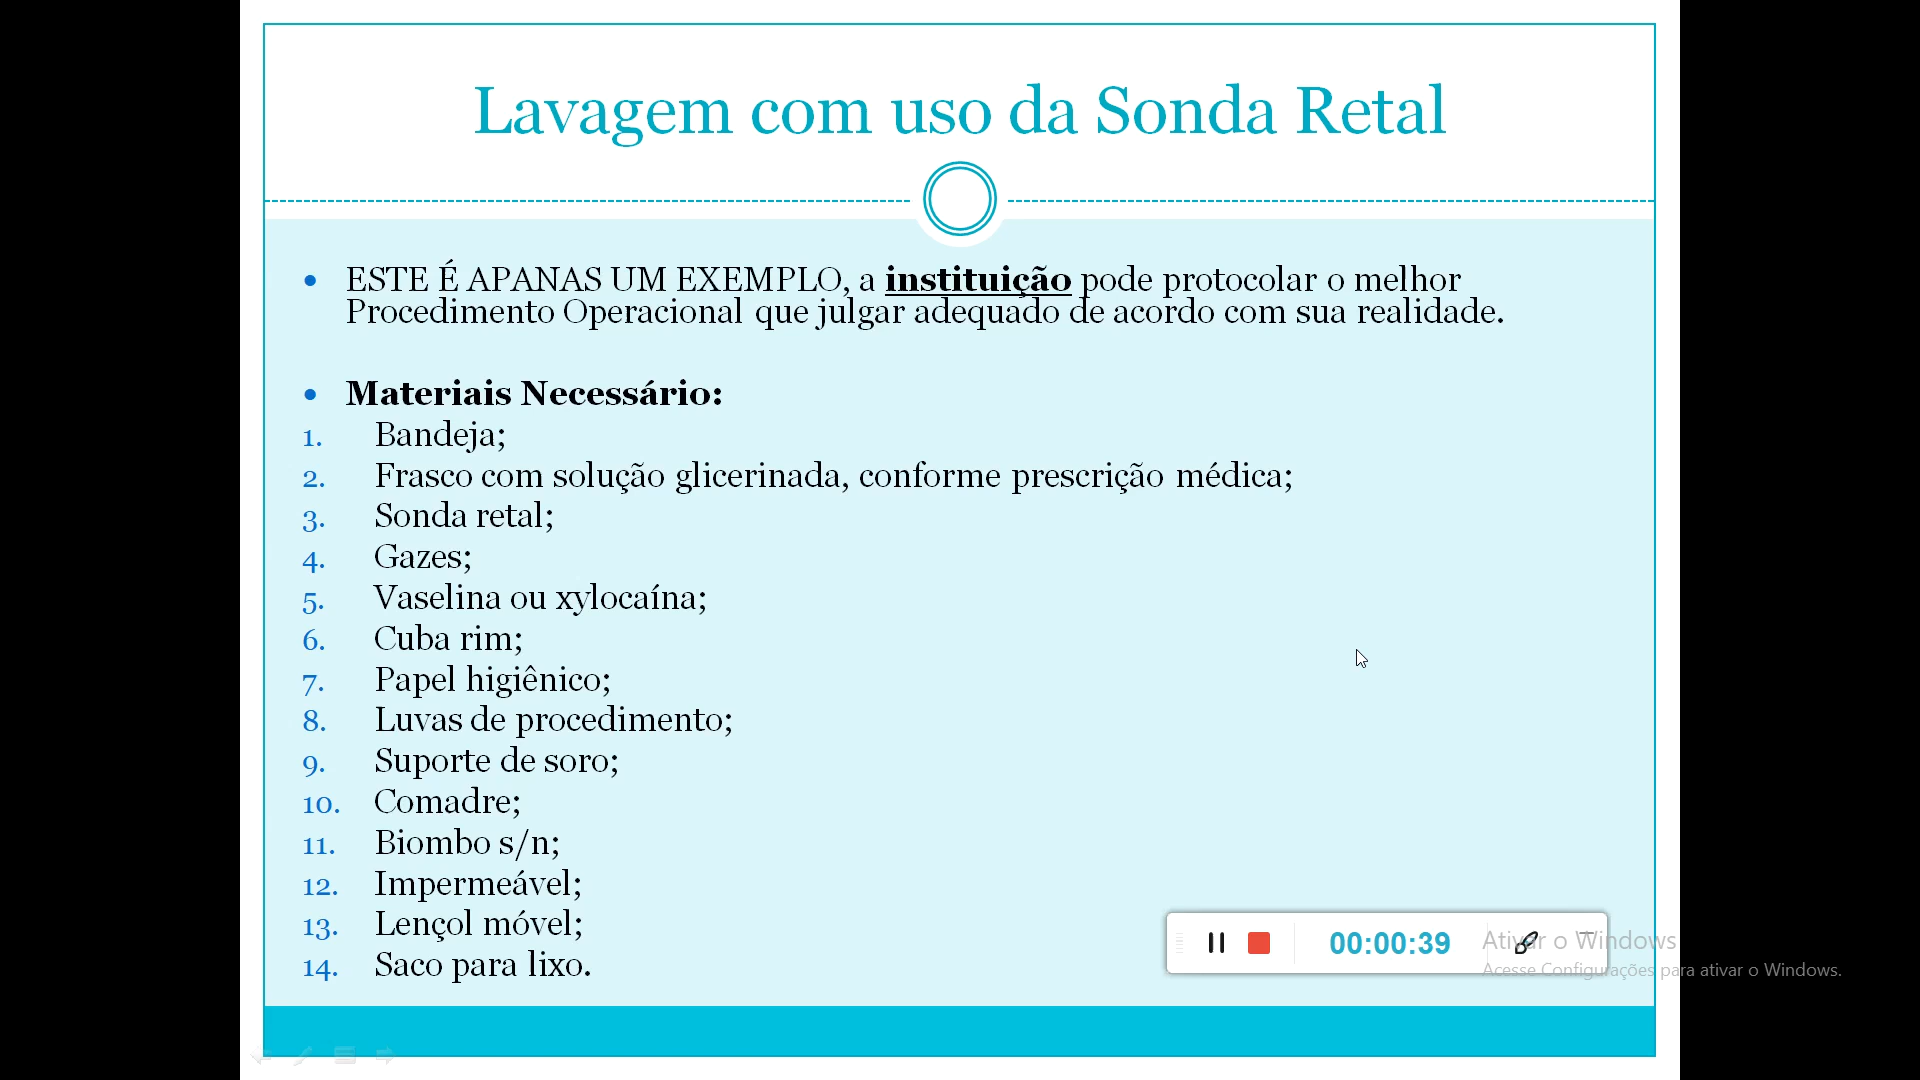 Lavagem com uso da Sonda Retal
• ESTE É APANAS UM EXEMPLO, a instituição pode protocolar o melhor
Procedimento Operacional que julgar adequado de acordo com sua realidade.
• Materiais Necessário:
1. Bandeja;
2. Frasco com solução glicerinada, conforme prescrição médica;
3. Sonda retal;
4. Gazes;
5. Vaselina ou xylocaína;
6. Cuba rim;
7. Papel higiênico;
8. Luvas de procedimento;
9. Suporte de soro;
10. Comadre;
11. Biombo s/n;
12. Impermeável;
13. Lençol móvel;
14. Saco para lixo.
00:00:39
Ativar o Windows
Acesse Configurações para ativar o Windows.